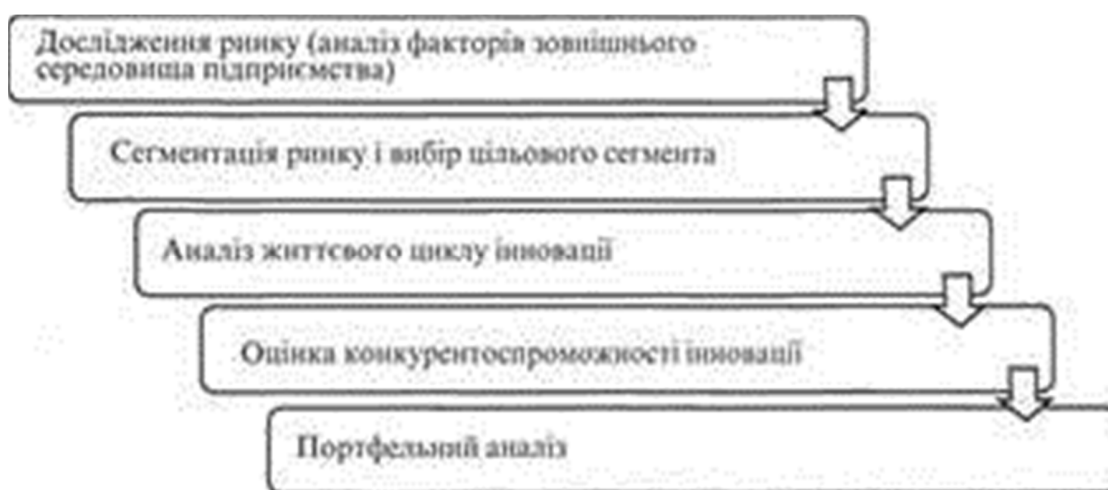 Дослідження ринку (аналіз факторів зовнішнього
середовища підприємства)
Сегментація ринку і вибір цільового сегмента
Аналіз життєвого циклу інновації
Оцінка конкурентоспроможності інновації
Портфельний аналіз